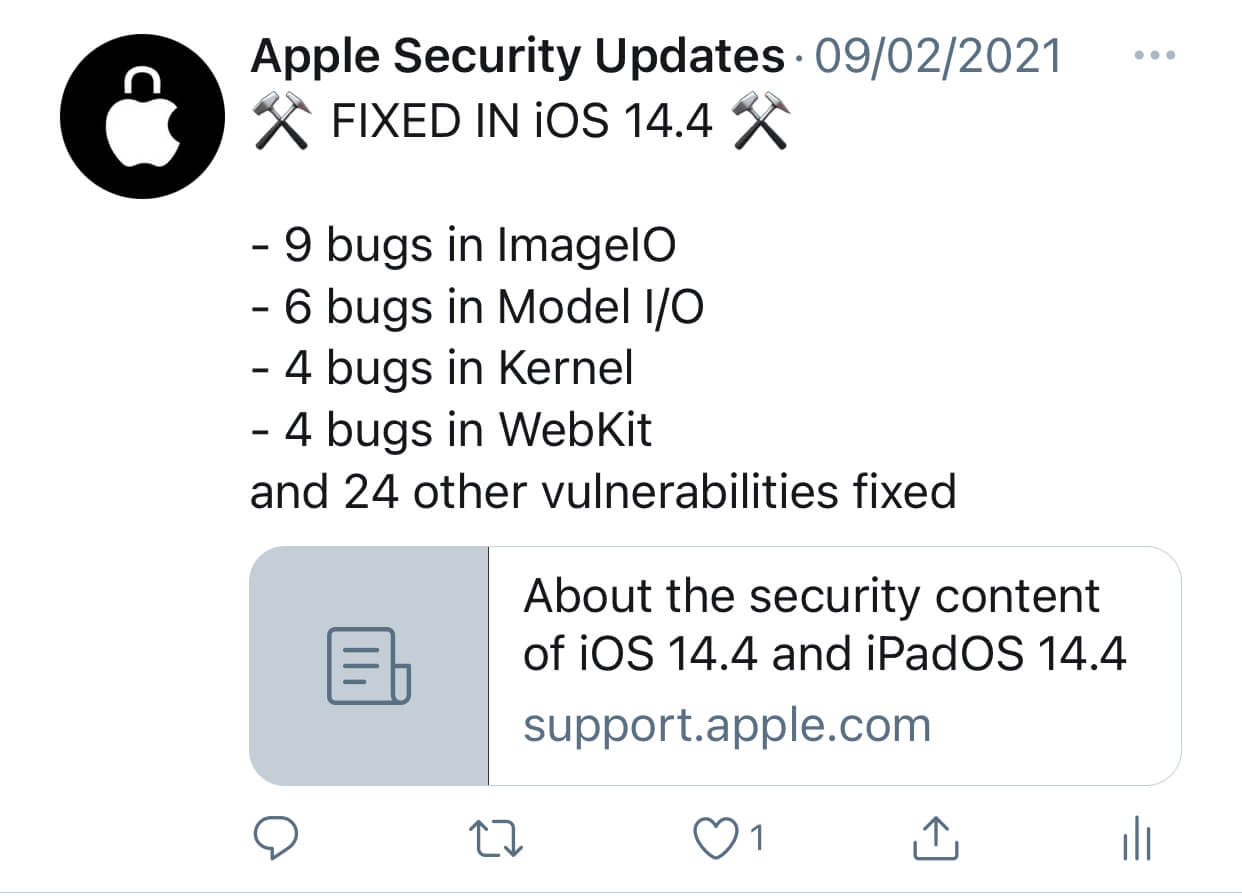 Apple Security Updates · 09/02/2021
⚒️ FIXED IN iOS 14.4 ⚒️
- 9 bugs in ImageIO
- 6 bugs in Model I/O
- 4 bugs in Kernel
- 4 bugs in WebKit
and 24 other vulnerabilities fixed
About the security content
of iOS 14.4 and iPadOS 14.4
support.apple.com
1